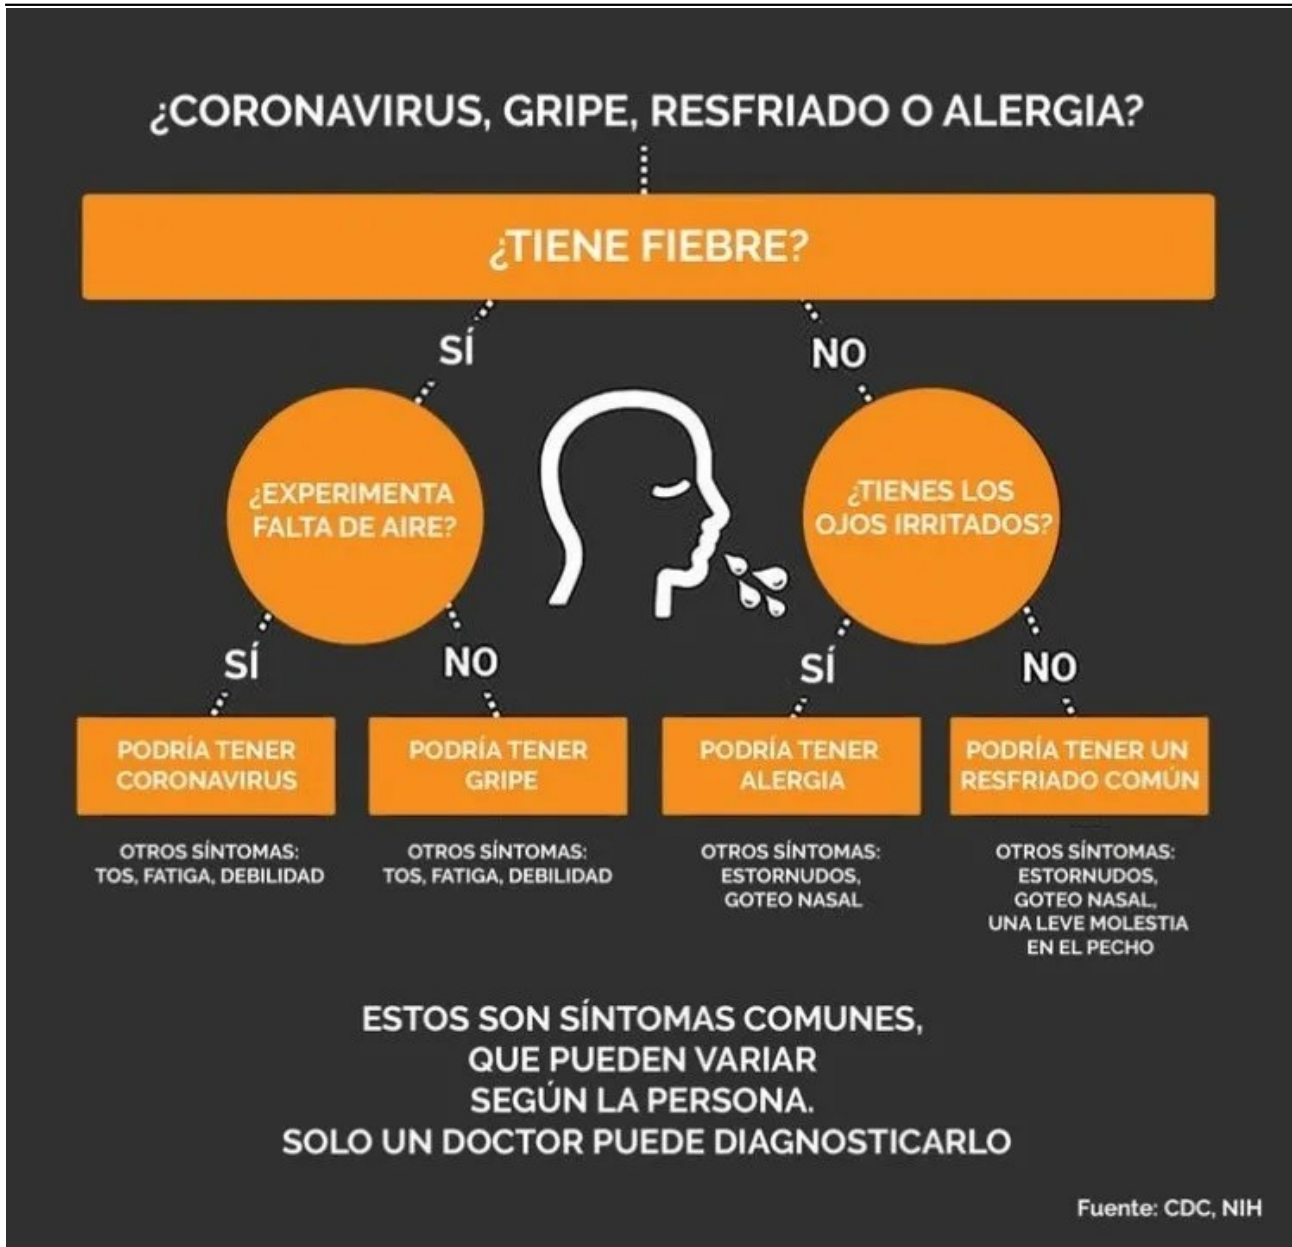 ¿CORONAVIRUS, GRIPE, RESFRIADO O ALERGIA?
¿TIENE FIEBRE?
SÍ
NO
¿EXPERIMENTA
FALTA DE AIRE?
¿TIENES LOS
OJOS IRRITADOS?
SÍ
NO
SÍ
NO
PODRÍA TENER
CORONAVIRUS
PODRÍA TENER
GRIPE
PODRÍA TENER
ALERGIA
PODRÍA TENER UN
RESFRIADO COMÚN
OTROS SÍNTOMAS:
TOS, FATIGA, DEBILIDAD
OTROS SÍNTOMAS:
TOS, FATIGA, DEBILIDAD
OTROS SÍNTOMAS:
ESTORNUDOS,
GOTEO NASAL
OTROS SÍNTOMAS:
ESTORNUDOS,
GOTEO NASAL,
UNA LEVE MOLESTIA
EN EL PECHO
ESTOS SON SÍNTOMAS COMUNES,
QUE PUEDEN VARIAR
SEGÚN LA PERSONA.
SOLO UN DOCTOR PUEDE DIAGNOSTICARLO
Fuente: CDC, NIH